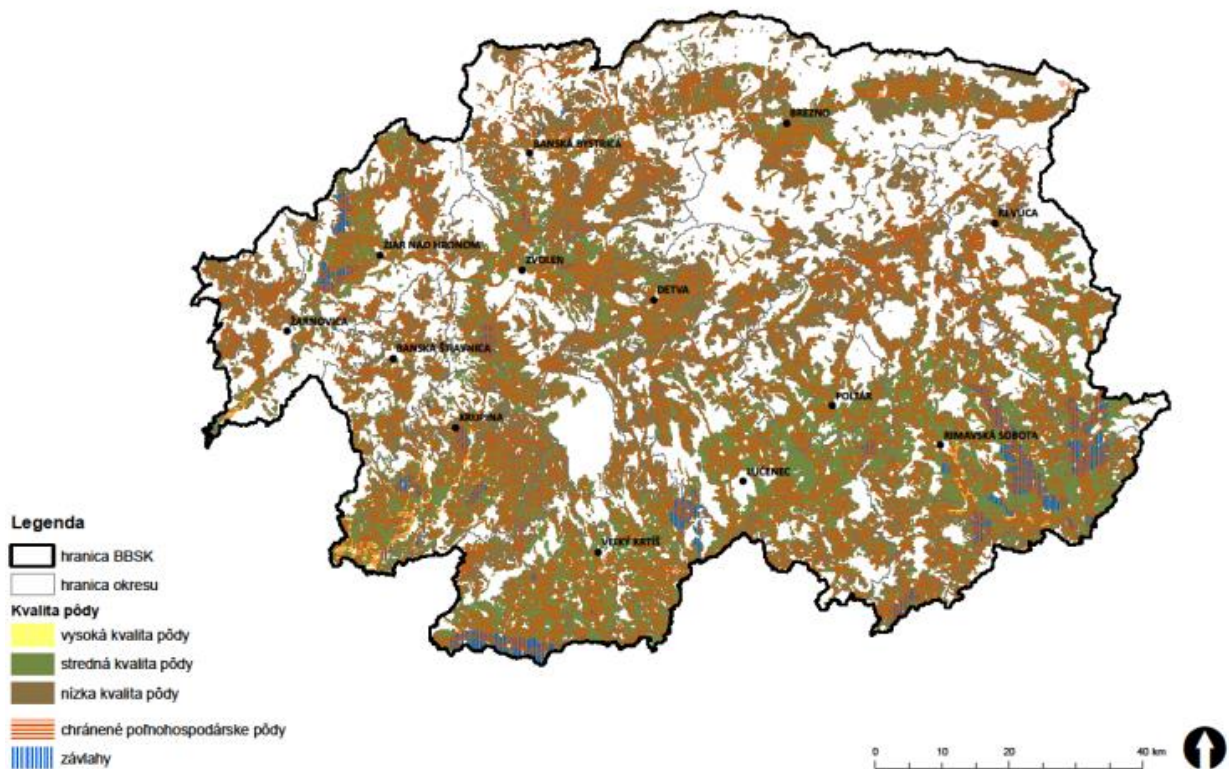 BREZNO
BANSKÁ BYSTRICA
REVÚCA
ŽIAR NAD HRONOM
ZVOLEN
DETVA
ŽARNOVICA
BANSKÁ ŠTIAVNICA
POLTÁR
KRUPINA
RIMAVSKÁ SOBOTA
LUČENEC
VEĽKÝ KRTÍŠ
Legenda
hranica BBSK
hranica okresu
Kvalita pôdy
vysoká kvalita pôdy
stredná kvalita pôdy
nízka kvalita pôdy
chránené poľnohospodárske pôdy
závlahy
0 10 20 40 km